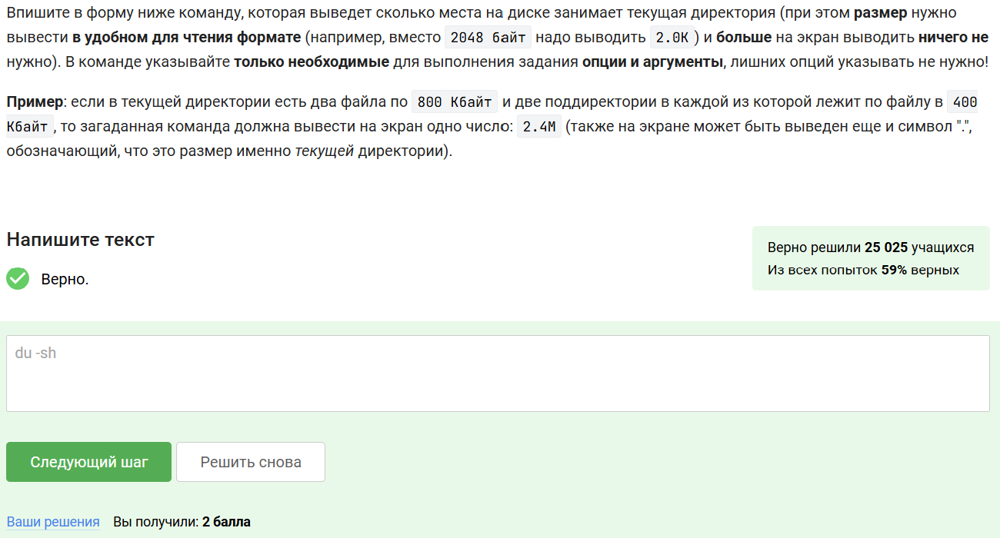 Впишите в форму ниже команду, которая выведет сколько места на диске занимает текущая директория (при этом размер нужно
вывести в удобном для чтения формате (например, вместо 2048 байт надо выводить 2.0K ) и больше на экран выводить ничего не
нужно). В команде указывайте только необходимые для выполнения задания опции и аргументы, лишних опций указывать не нужно!
Пример: если в текущей директории есть два файла по 800 Кбайт и две поддиректории в каждой из которой лежит по файлу в 400
Кбайт , то загаданная команда должна вывести на экран одно число: 2.4M (также на экране может быть выведен еще и символ ".",
обозначающий, что это размер именно текущей директории).
Напишите текст
Верно решили 25 025 учащихся
Из всех попыток 59% верных
Верно.
du -sh
Следующий шаг
Решить снова
Ваши решения Вы получили: 2 балла